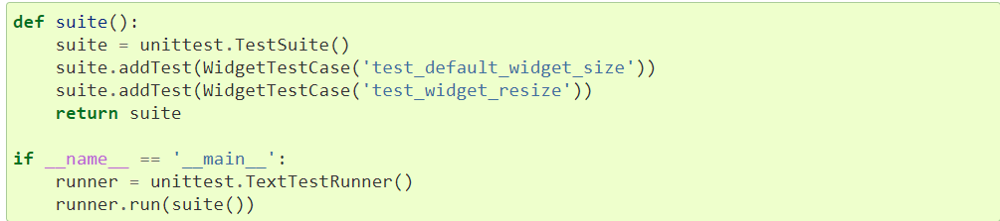 def suite():
    suite = unittest.TestSuite()
    suite.addTest(WidgetTestCase('test_default_widget_size'))
    suite.addTest(WidgetTestCase('test_widget_resize'))
    return suite

if __name__ == '__main__':
    runner = unittest.TextTestRunner()
    runner.run(suite())